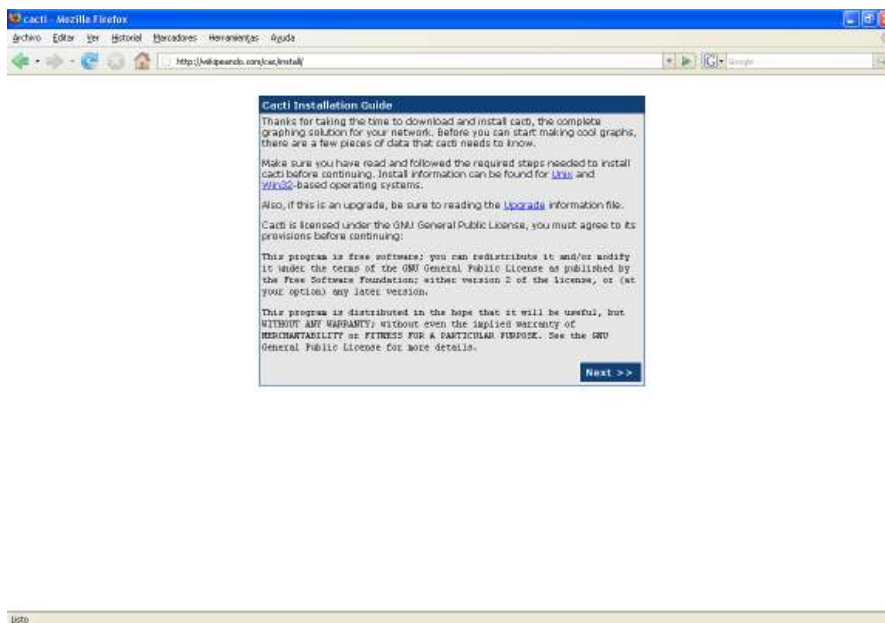 cacti - Mozilla Firefox
Archivo Editar Ver Historial Marcadores Herramientas Ayuda
http://wikipeando.com/cac/install/
G Google
Cacti Installation Guide
Thanks for taking the time to download and install cacti, the complete
graphing solution for your network. Before you can start making cool graphs,
there are a few pieces of data that cacti needs to know.
Make sure you have read and followed the required steps needed to install
cacti before continuing. Install information can be found for Unix and
Win32-based operating systems.
Also, if this is an upgrade, be sure to reading the Upgrade information file.
Cacti is licensed under the GNU General Public License, you must agree to its
provisions before continuing:
This program is free software; you can redistribute it and/or modify
it under the terms of the GNU General Public License as published by
the Free Software Foundation; either version 2 of the License, or (at
your option) any later version.
This program is distributed in the hope that it will be useful, but
WITHOUT ANY WARRANTY; without even the implied warranty of
MERCHANTABILITY or FITNESS FOR A PARTICULAR PURPOSE. See the GNU
General Public License for more details.
Next >>
Listo